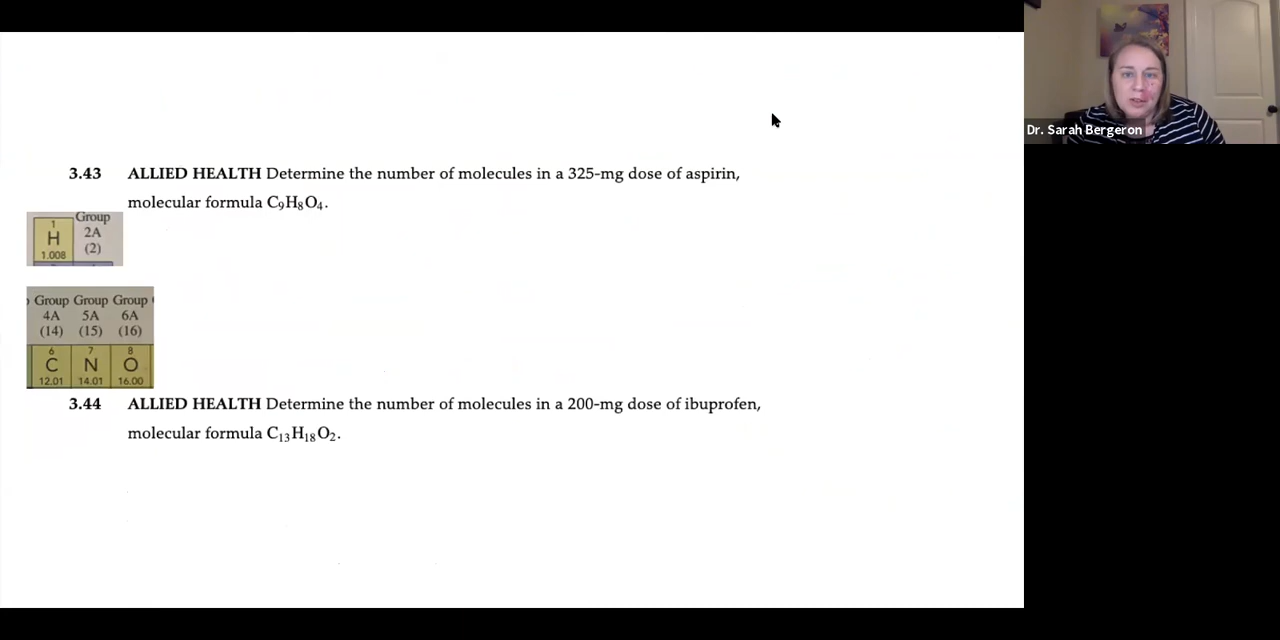 3.43 ALLIED HEALTH Determine the number of molecules in a 325-mg dose of aspirin,
molecular formula C₉H₈O₄.
1 Group
H 2A
1.008 (2)
Group Group Group
4A 5A 6A
(14) (15) (16)
6 7 8
C N O
12.01 14.01 16.00
3.44 ALLIED HEALTH Determine the number of molecules in a 200-mg dose of ibuprofen,
molecular formula C₁₃H₁₈O₂.
Dr. Sarah Bergeron